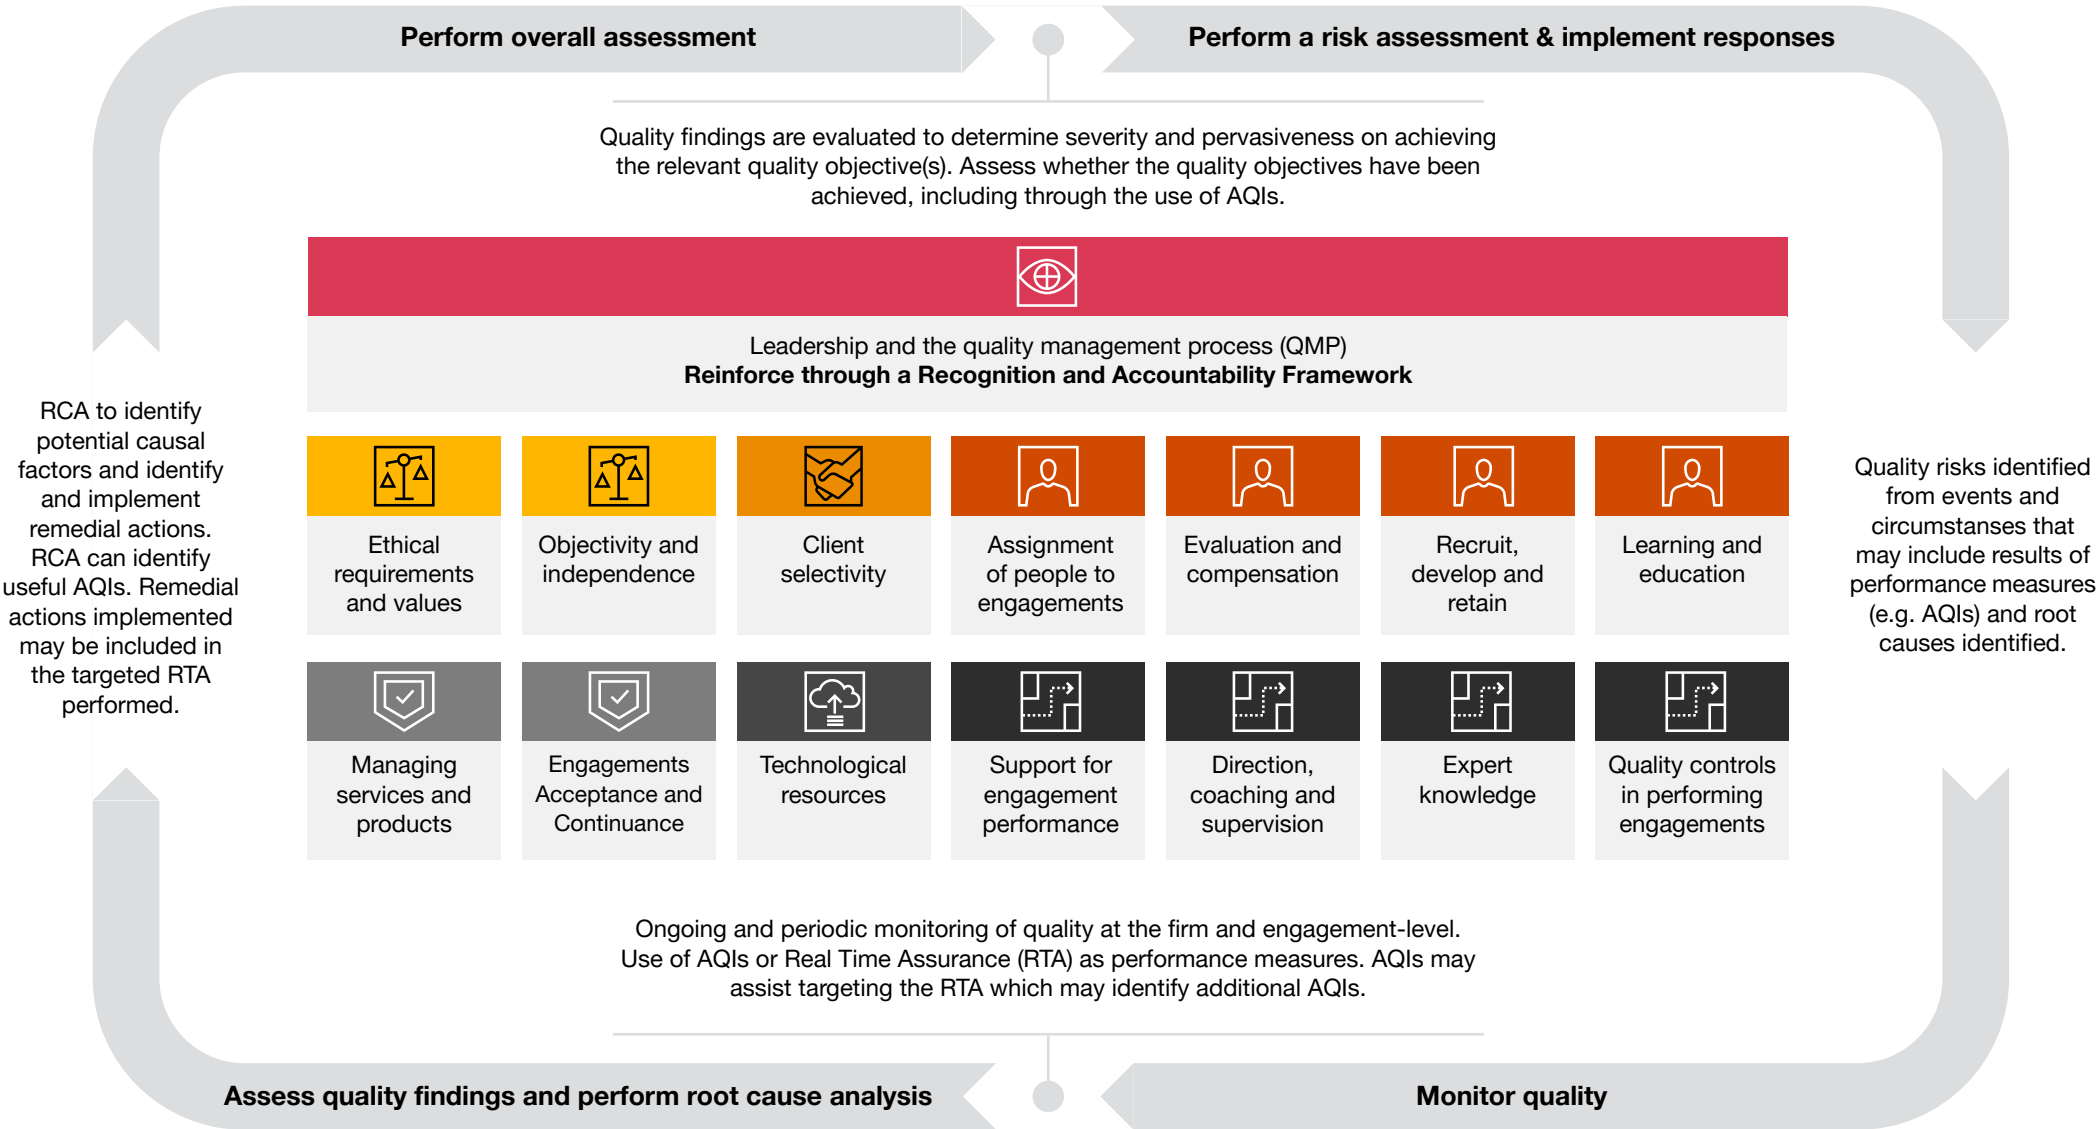 Perform overall assessment
Perform a risk assessment & implement responses
Quality findings are evaluated to determine severity and pervasiveness on achieving
the relevant quality objective(s). Assess whether the quality objectives have been
achieved, including through the use of AQIs.
Leadership and the quality management process (QMP)
Reinforce through a Recognition and Accountability Framework
RCA to identify
potential causal
factors and identify
and implement
remedial actions.
RCA can identify
useful AQIs. Remedial
actions implemented
may be included in
the targeted RTA
performed.
Ethical
requirements
and values
Objectivity and
independence
Client
selectivity
Assignment
of people to
engagements
Evaluation and
compensation
Recruit,
develop and
retain
Learning and
education
Quality risks identified
from events and
circumstanses that
may include results of
performance measures
(e.g. AQIs) and root
causes identified.
Managing
services and
products
Engagements
Acceptance and
Continuance
Technological
resources
Support for
engagement
performance
Direction,
coaching and
supervision
Expert
knowledge
Quality controls
in performing
engagements
Ongoing and periodic monitoring of quality at the firm and engagement-level.
Use of AQIs or Real Time Assurance (RTA) as performance measures. AQIs may
assist targeting the RTA which may identify additional AQIs.
Assess quality findings and perform root cause analysis
Monitor quality